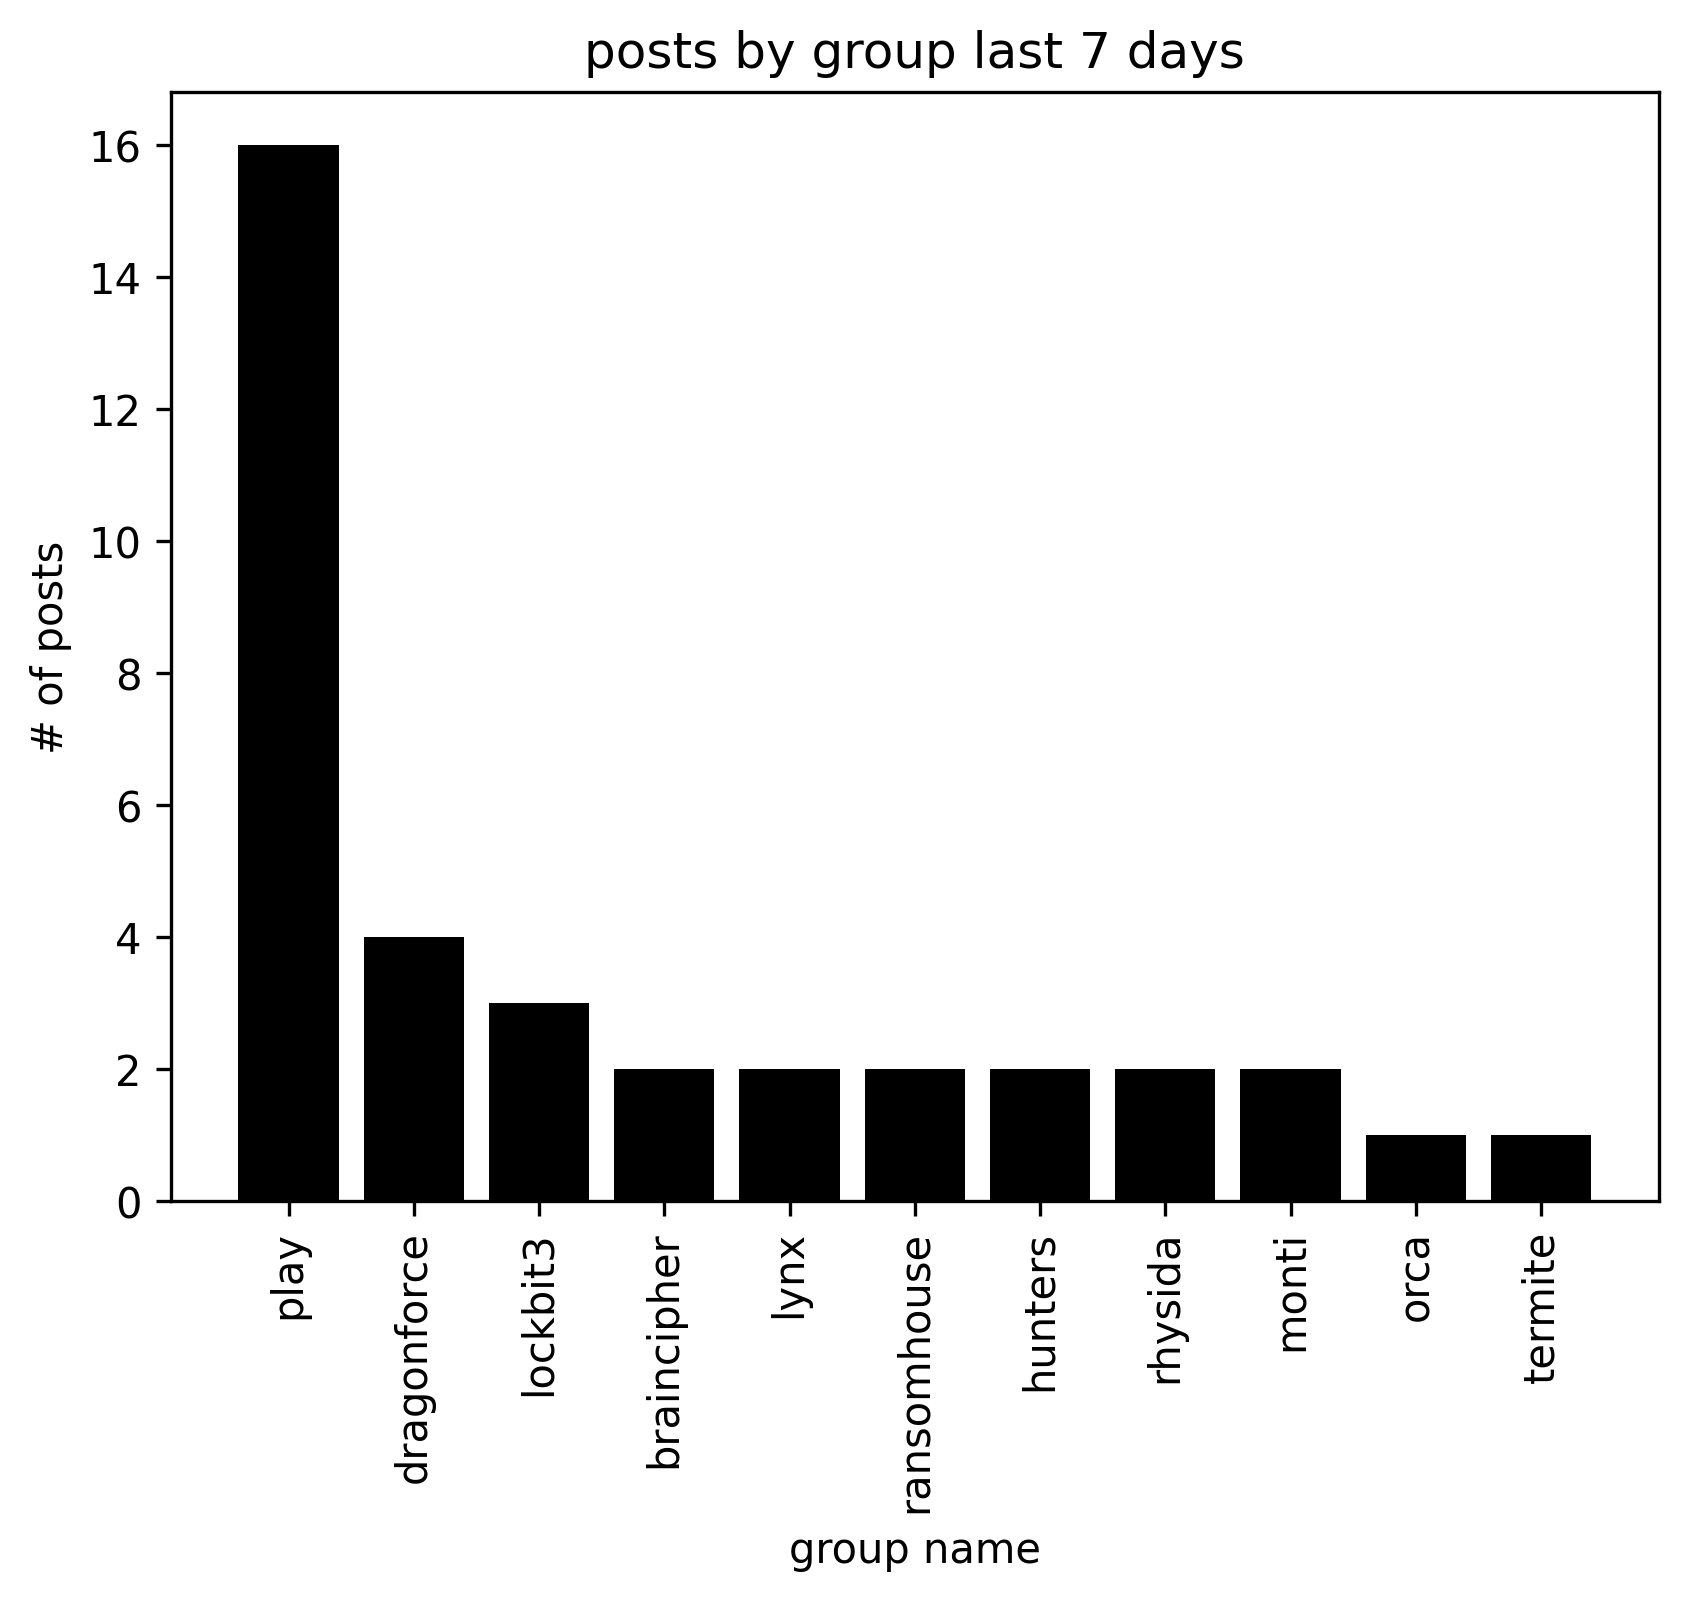 posts by group last 7 days
# of posts
16
14
12
10
8
6
4
2
0
play
dragonforce
lockbit3
braincipher
lynx
ransomhouse
hunters
rhysida
monti
orca
termite
group name